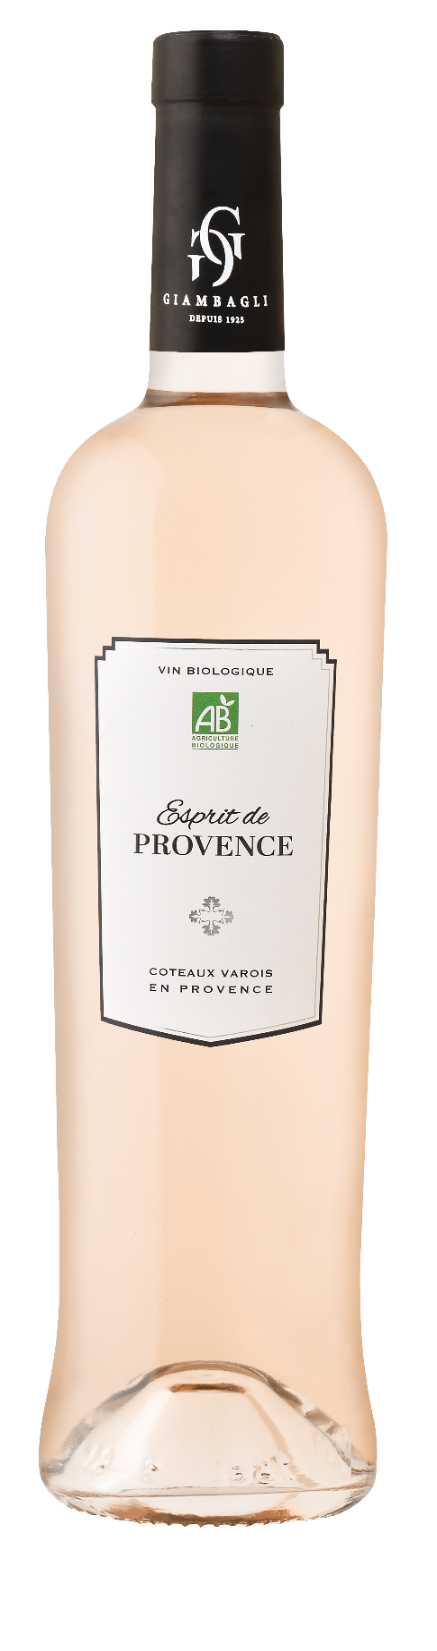 GIAMBAGLI
DEPUIS 1925
VIN BIOLOGIQUE
AB
AGRICULTURE
BIOLOGIQUE
Esprit de
PROVENCE
COTEAUX VAROIS
EN PROVENCE